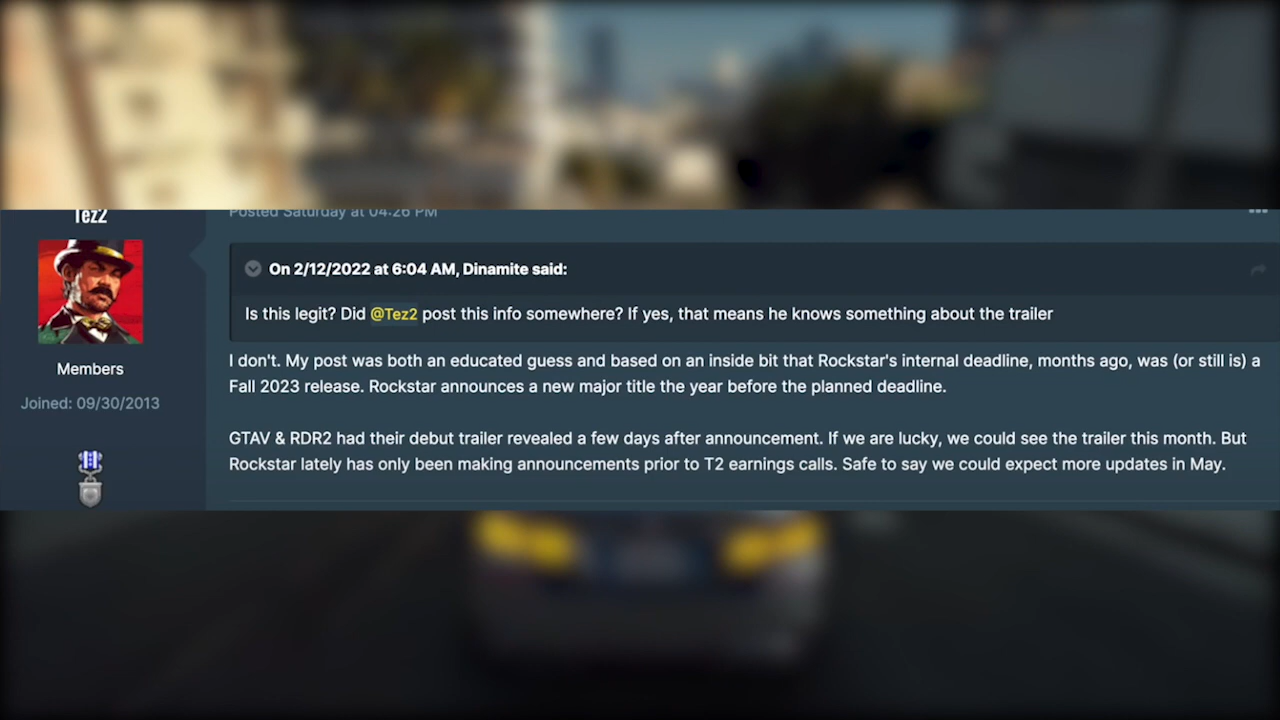 Tez2
Posted Saturday at 04:26 PM
On 2/12/2022 at 6:04 AM, Dinamite said:
Is this legit? Did @Tez2 post this info somewhere? If yes, that means he knows something about the trailer
Members
Joined: 09/30/2013
I don't. My post was both an educated guess and based on an inside bit that Rockstar's internal deadline, months ago, was (or still is) a
Fall 2023 release. Rockstar announces a new major title the year before the planned deadline.
GTAV & RDR2 had their debut trailer revealed a few days after announcement. If we are lucky, we could see the trailer this month. But
Rockstar lately has only been making announcements prior to T2 earnings calls. Safe to say we could expect more updates in May.